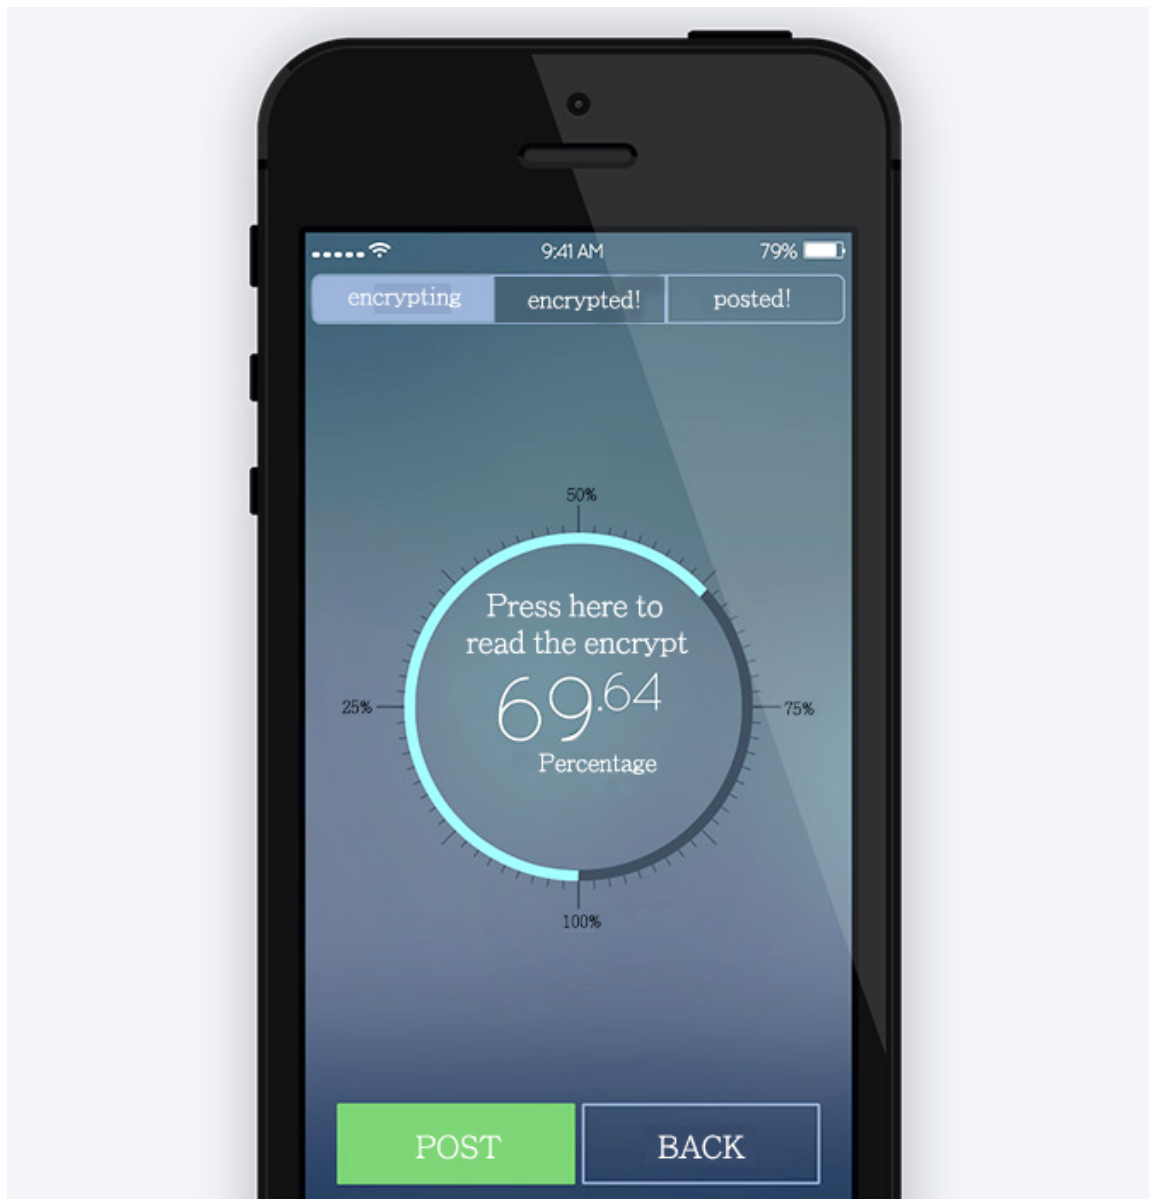 9:41 AM 79%
encrypting encrypted! posted!
50%
Press here to
read the encrypt
69.64
25% 75%
Percentage
100%
POST BACK